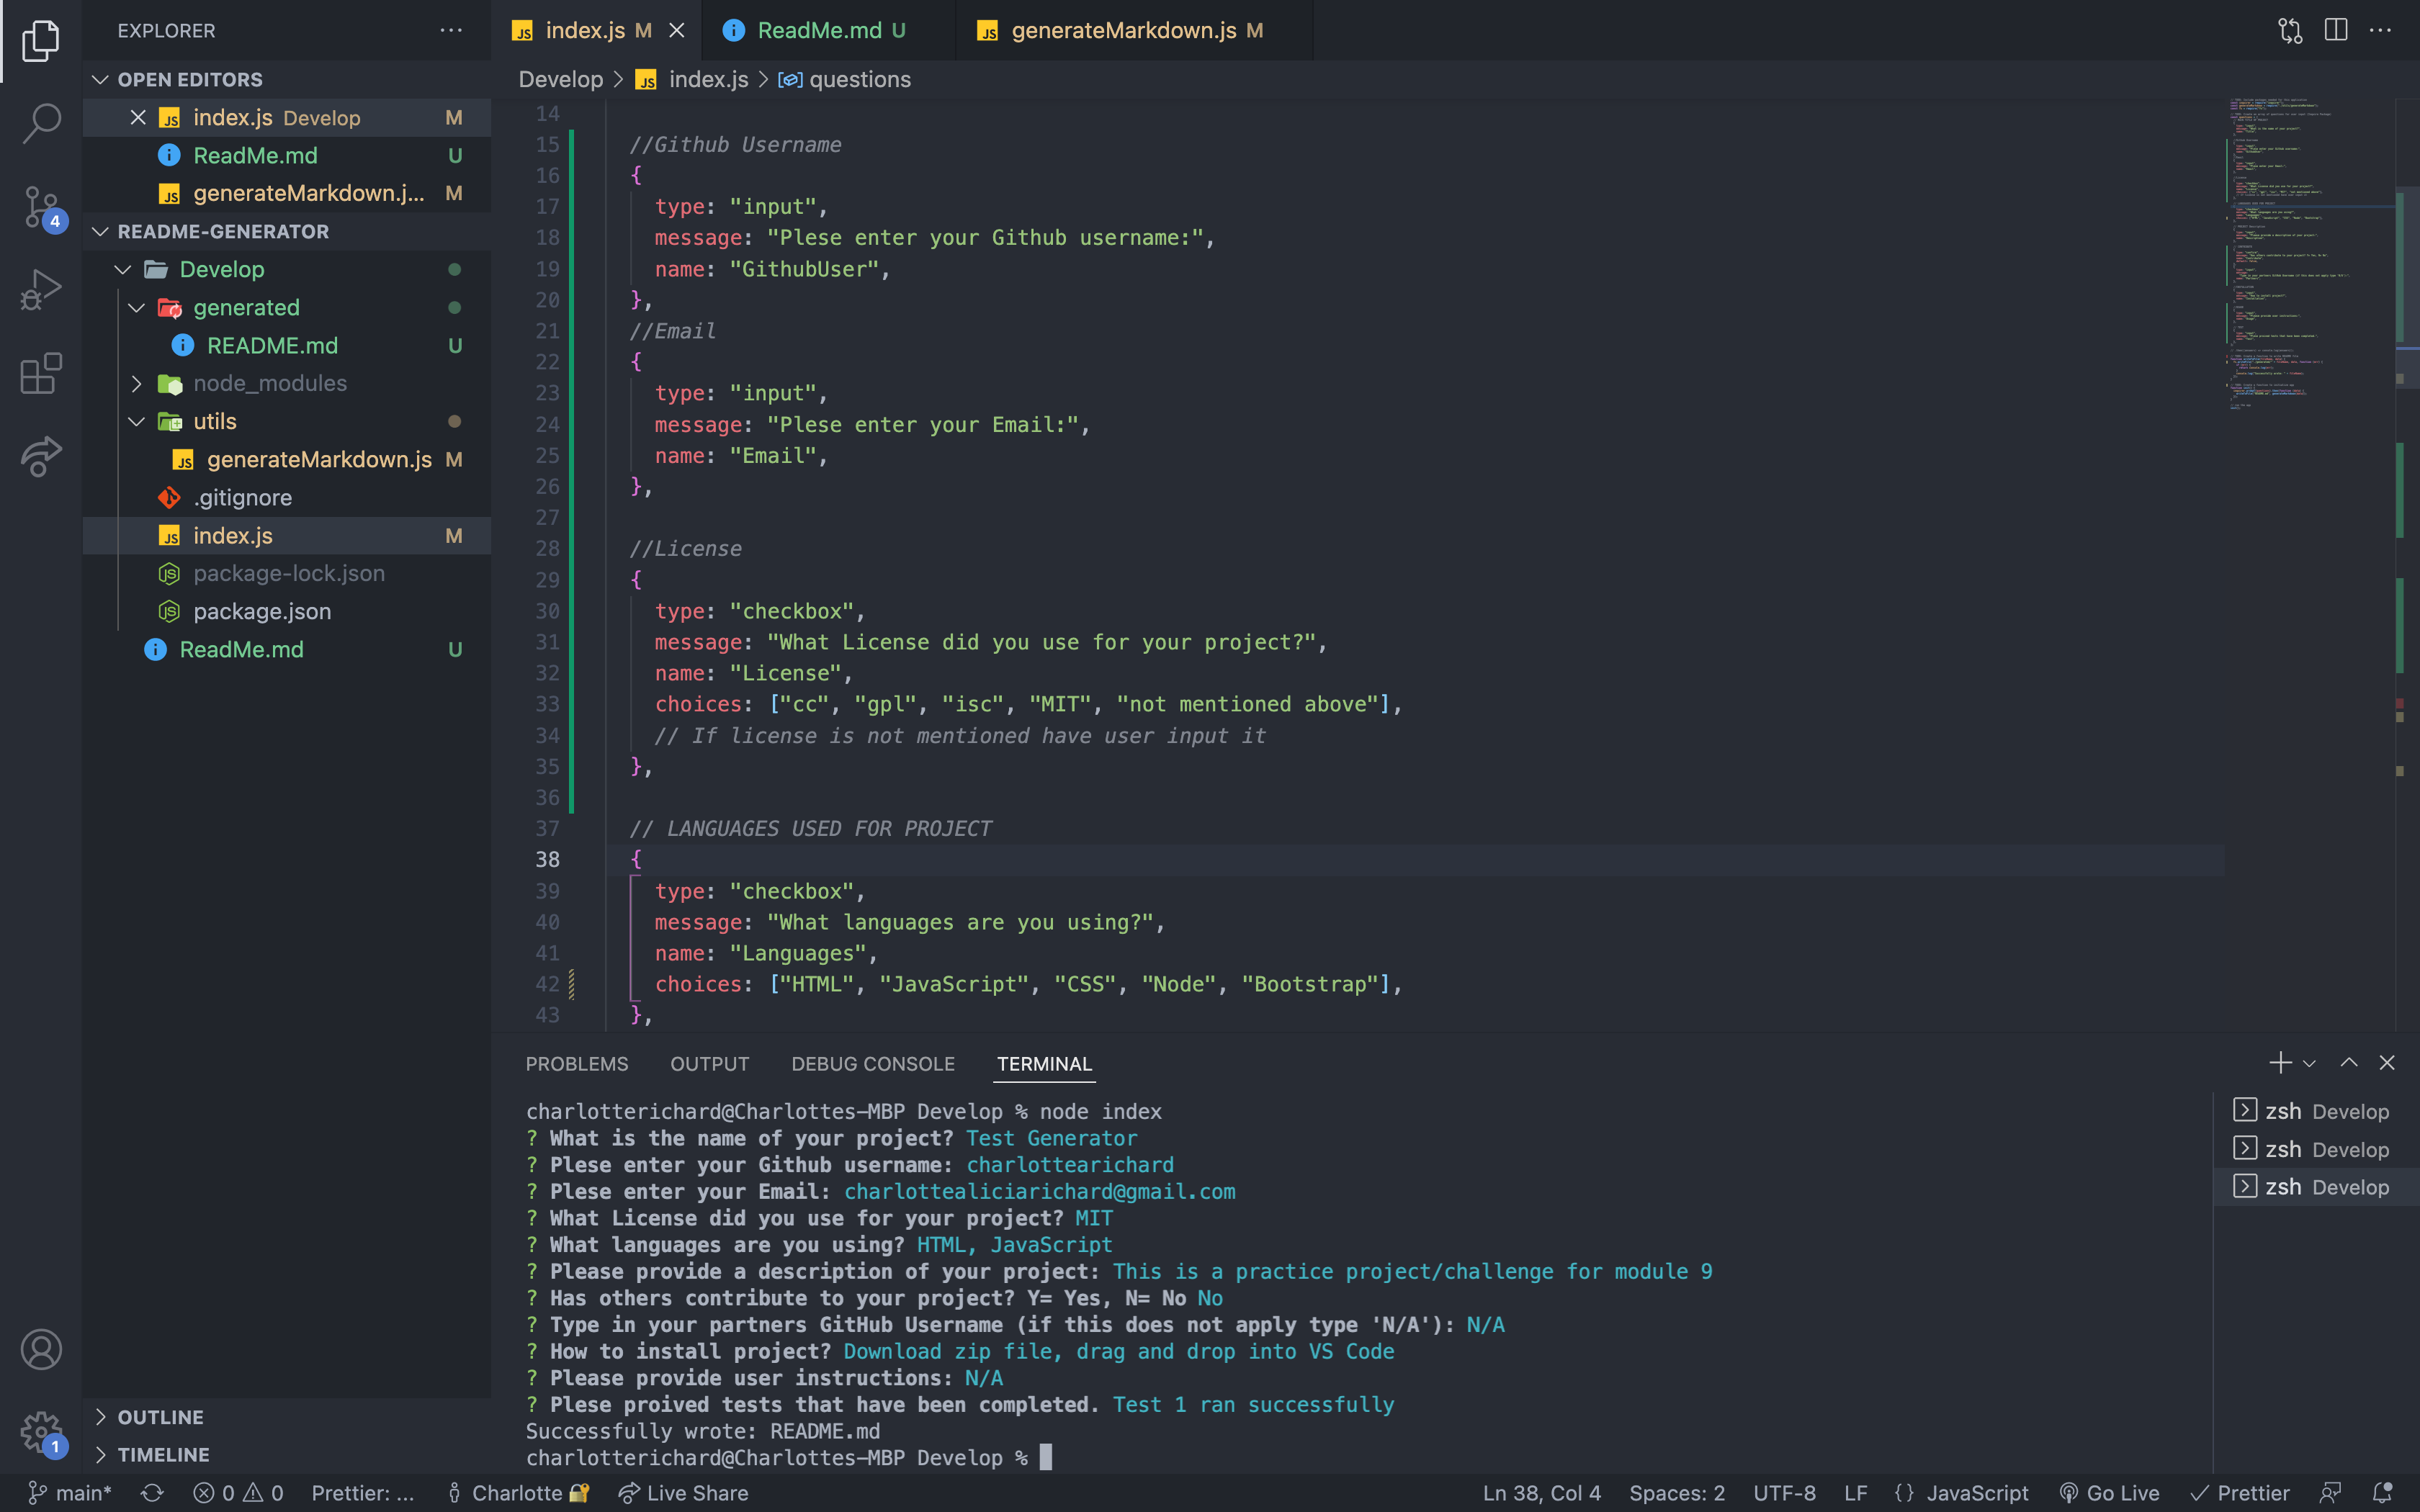 EXPLORER
OPEN EDITORS
index.js Develop M
ReadMe.md U
generateMarkdown.j... M
README-GENERATOR
Develop
generated
README.md U
node_modules
utils
generateMarkdown.js M
.gitignore
index.js M
package-lock.json
package.json
ReadMe.md U
OUTLINE
TIMELINE
4
1
index.js M
ReadMe.md U
generateMarkdown.js M
Develop > index.js > questions
14
15 //Github Username
16 {
17 type: "input",
18 message: "Plese enter your Github username:",
19 name: "GithubUser",
20 },
21 //Email
22 {
23 type: "input",
24 message: "Plese enter your Email:",
25 name: "Email",
26 },
27
28 //License
29 {
30 type: "checkbox",
31 message: "What License did you use for your project?",
32 name: "License",
33 choices: ["cc", "gpl", "isc", "MIT", "not mentioned above"],
34 // If license is not mentioned have user input it
35 },
36
37 // LANGUAGES USED FOR PROJECT
38 {
39 type: "checkbox",
40 message: "What languages are you using?",
41 name: "Languages",
42 choices: ["HTML", "JavaScript", "CSS", "Node", "Bootstrap"],
43 },
PROBLEMS OUTPUT DEBUG CONSOLE TERMINAL
charlotterichard@Charlottes-MBP Develop % node index
? What is the name of your project? Test Generator
? Plese enter your Github username: charlottearichard
? Plese enter your Email: charlottealiciarichard@gmail.com
? What License did you use for your project? MIT
? What languages are you using? HTML, JavaScript
? Please provide a description of your project: This is a practice project/challenge for module 9
? Has others contribute to your project? Y= Yes, N= No No
? Type in your partners GitHub Username (if this does not apply type 'N/A'): N/A
? How to install project? Download zip file, drag and drop into VS Code
? Please provide user instructions: N/A
? Plese proived tests that have been completed. Test 1 ran successfully
Successfully wrote: README.md
charlotterichard@Charlottes-MBP Develop %
zsh Develop
zsh Develop
zsh Develop
main* 0 0 Prettier: ... Charlotte Live Share Ln 38, Col 4 Spaces: 2 UTF-8 LF {} JavaScript Go Live Prettier